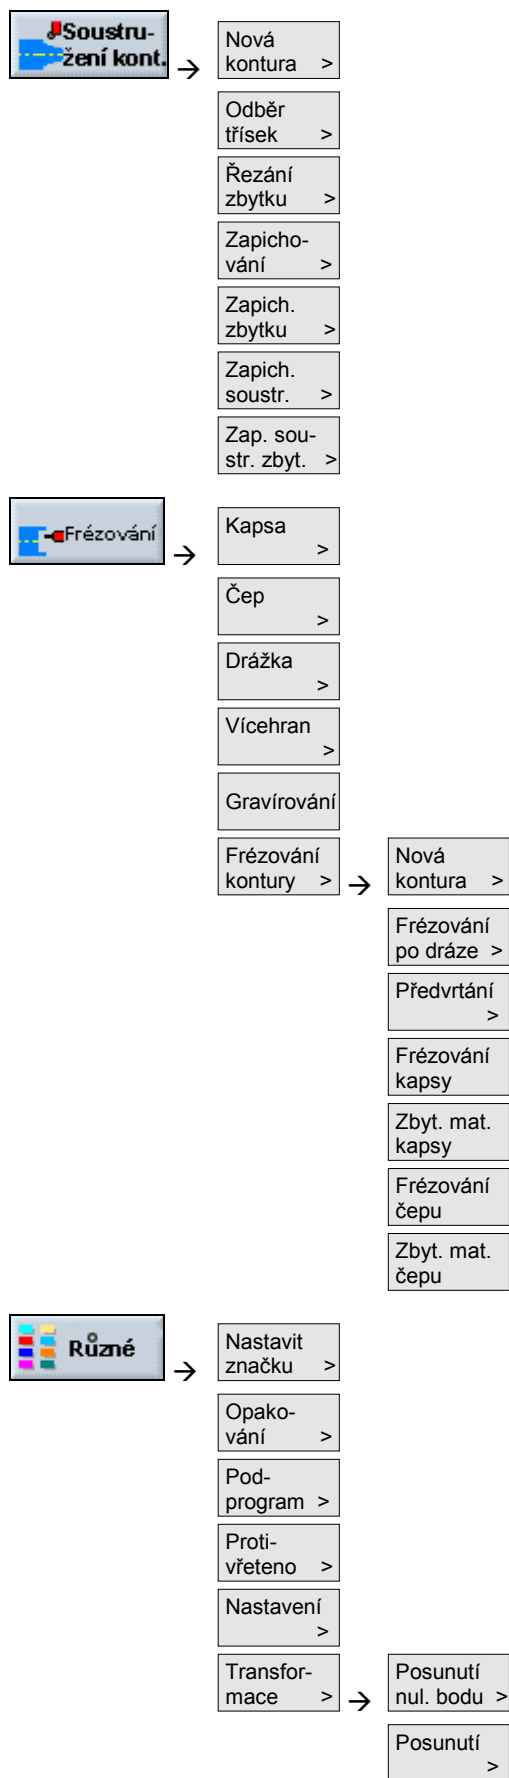 Soustru-
žení kont.
→
Nová
kontura >
Odběr
třísek >
Řezání
zbytku >
Zapicho-
vání >
Zapich.
zbytku >
Zapich.
soustr. >
Zap. sou-
str. zbyt. >
Frézování
→
Kapsa
>
Čep
>
Drážka
>
Vícehran
>
Gravírování
Frézování
kontury >
→
Nová
kontura >
Frézování
po dráze >
Předvrtání
>
Frézování
kapsy
Zbyt. mat.
kapsy
Frézování
čepu
Zbyt. mat.
čepu
Různé
→
Nastavit
značku >
Opako-
vání >
Pod-
program >
Proti-
vřeteno >
Nastavení
>
Transfor-
mace >
→
Posunutí
nul. bodu >
Posunutí
>